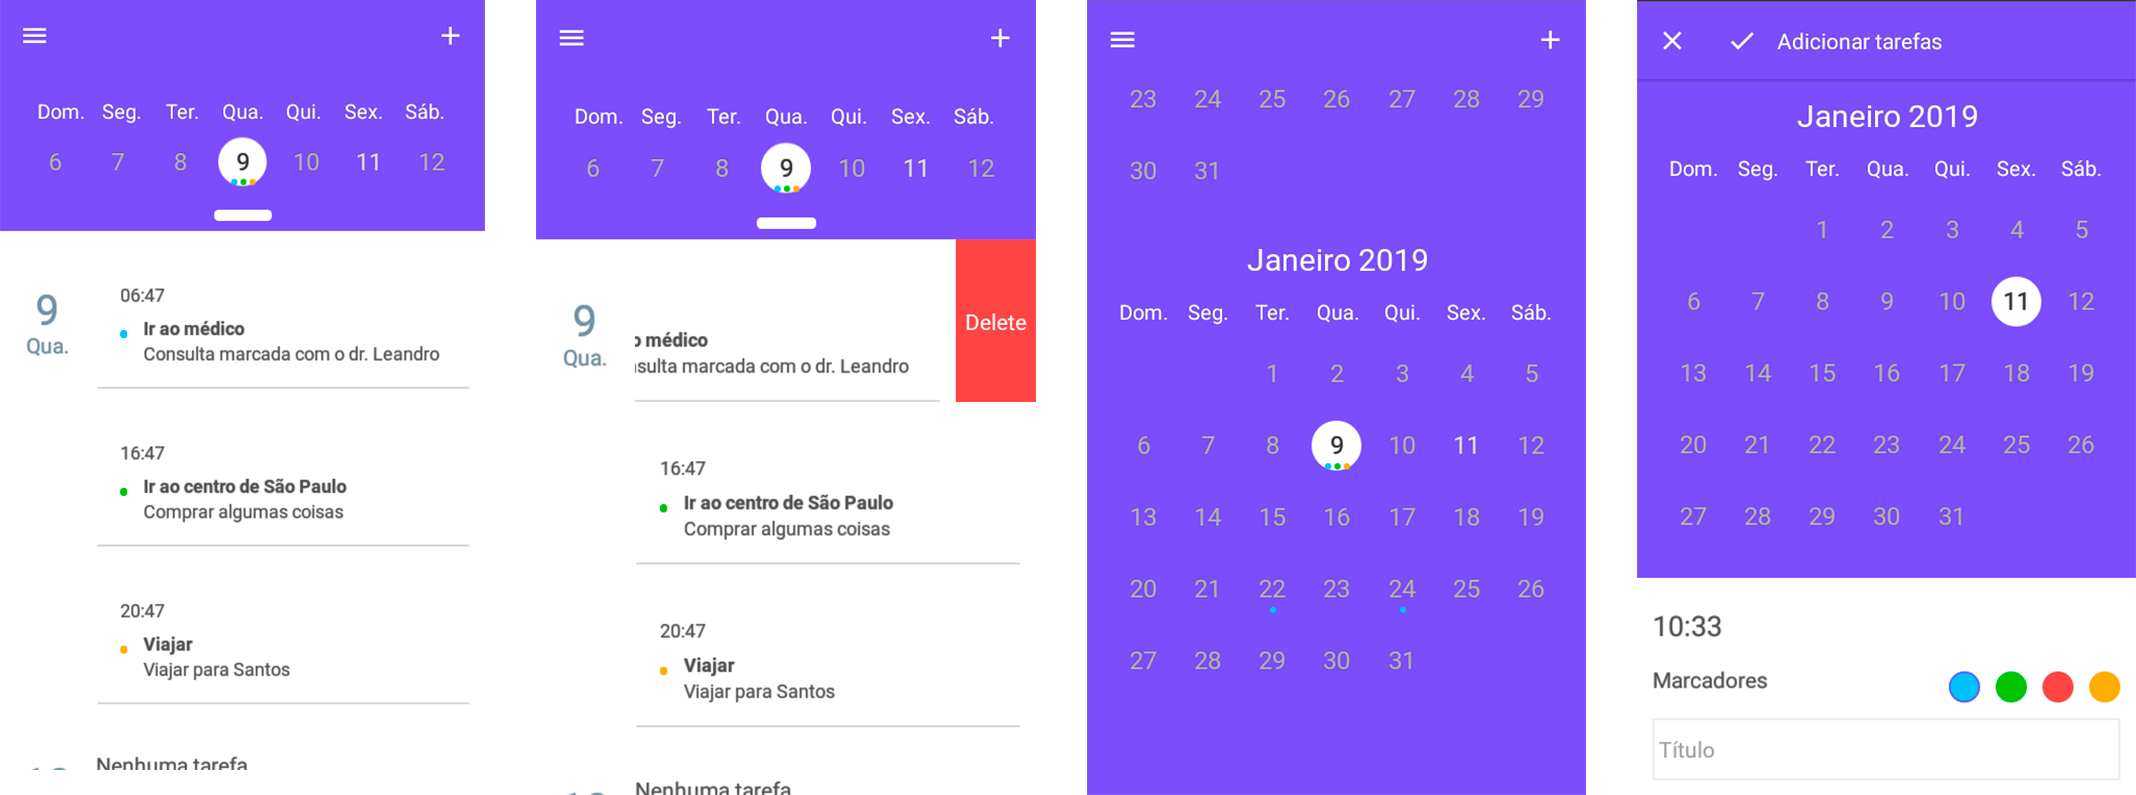 Dom. Seg. Ter. Qua. Qui. Sex. Sáb.
6 7 8 9 10 11 12
9
Qua.
06:47
Ir ao médico
Consulta marcada com o dr. Leandro
16:47
Ir ao centro de São Paulo
Comprar algumas coisas
20:47
Viajar
Viajar para Santos
Nenhuma tarefa
Dom. Seg. Ter. Qua. Qui. Sex. Sáb.
6 7 8 9 10 11 12
9
Qua.
o médico
sulta marcada com o dr. Leandro
Delete
16:47
Ir ao centro de São Paulo
Comprar algumas coisas
20:47
Viajar
Viajar para Santos
Nenhuma tarefa
23 24 25 26 27 28 29
30 31
Janeiro 2019
Dom. Seg. Ter. Qua. Qui. Sex. Sáb.
1 2 3 4 5
6 7 8 9 10 11 12
13 14 15 16 17 18 19
20 21 22 23 24 25 26
27 28 29 30 31
Adicionar tarefas
Janeiro 2019
Dom. Seg. Ter. Qua. Qui. Sex. Sáb.
1 2 3 4 5
6 7 8 9 10 11 12
13 14 15 16 17 18 19
20 21 22 23 24 25 26
27 28 29 30 31
10:33
Marcadores
Título